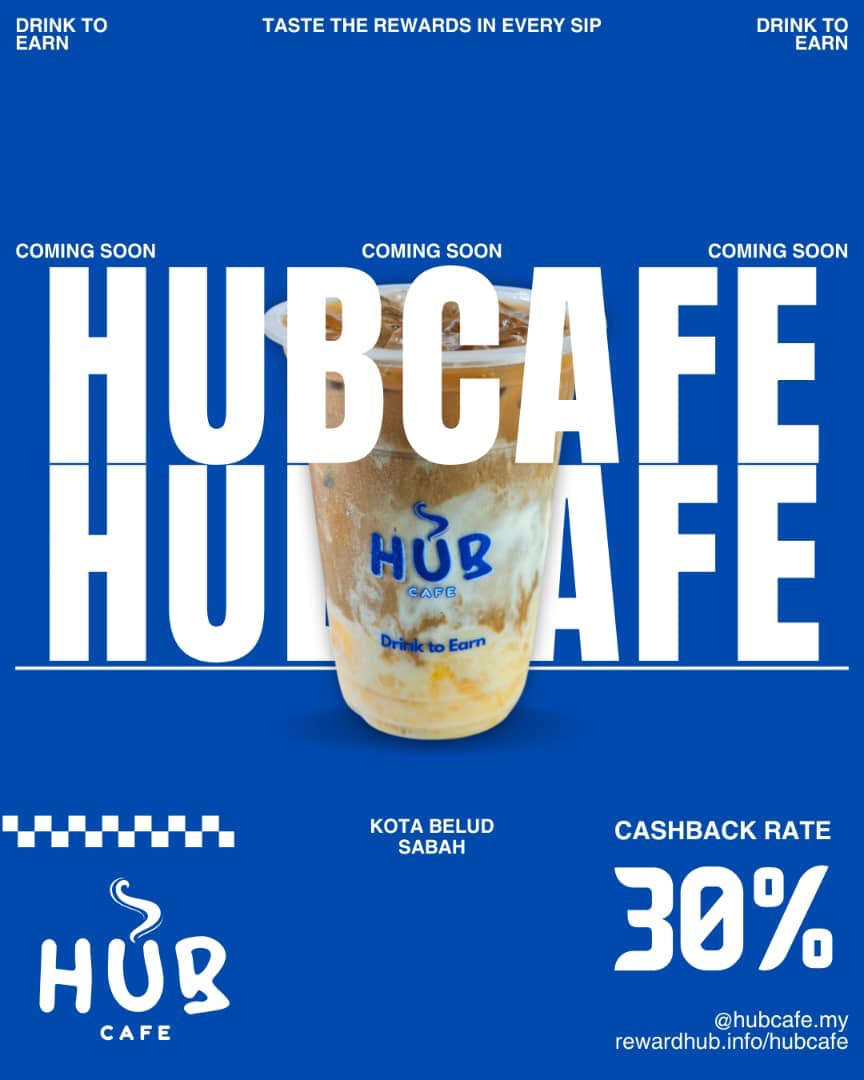 DRINK TO
EARN
TASTE THE REWARDS IN EVERY SIP
DRINK TO
EARN
COMING SOON
COMING SOON
COMING SOON
HUBCAFE
HUBCAFE
HUB
CAFE
Drink to Earn
KOTA BELUD
SABAH
CASHBACK RATE
30%
HUB
CAFE
@hubcafe.my
rewardhub.info/hubcafe